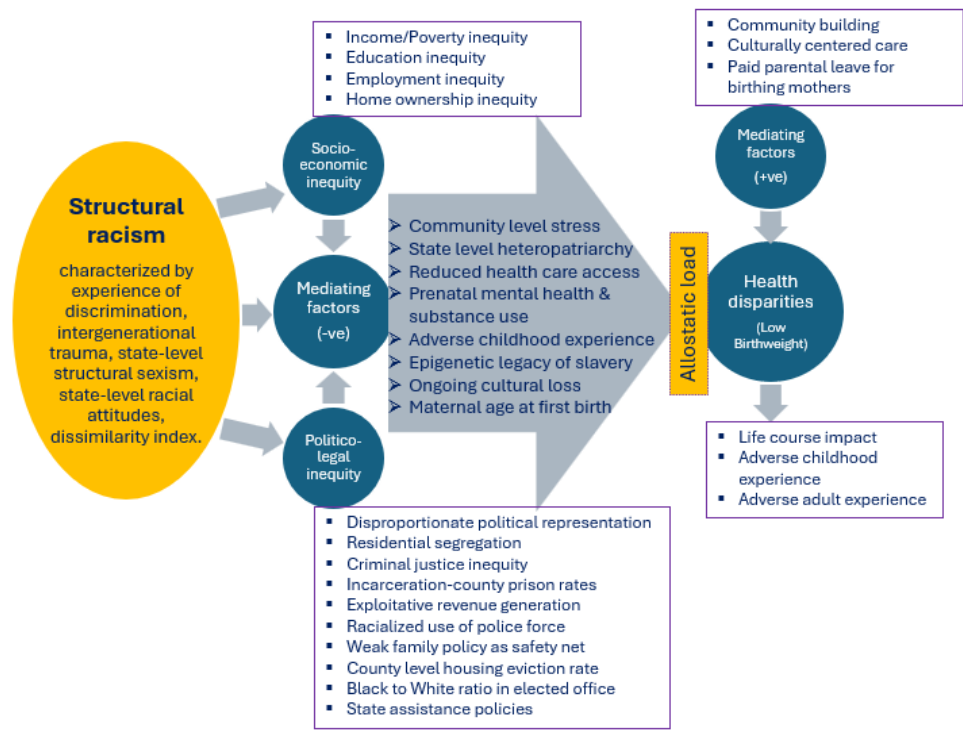 ▪ Income/Poverty inequity
▪ Education inequity
▪ Employment inequity
▪ Home ownership inequity
▪ Community building
▪ Culturally centered care
▪ Paid parental leave for
birthing mothers
Socio-
economic
inequity
Mediating
factors
(+ve)
Structural
racism
characterized by
experience of
discrimination,
intergenerational
trauma, state-level
structural sexism,
state-level racial
attitudes,
dissimilarity index.
Mediating
factors
(-ve)
Politico-
legal
inequity
➢ Community level stress
➢ State level heteropatriarchy
➢ Reduced health care access
➢ Prenatal mental health &
substance use
➢ Adverse childhood experience
➢ Epigenetic legacy of slavery
➢ Ongoing cultural loss
➢ Maternal age at first birth
Allostatic load
Health
disparities
(Low
Birthweight)
▪ Life course impact
▪ Adverse childhood
experience
▪ Adverse adult experience
▪ Disproportionate political representation
▪ Residential segregation
▪ Criminal justice inequity
▪ Incarceration-county prison rates
▪ Exploitative revenue generation
▪ Racialized use of police force
▪ Weak family policy as safety net
▪ County level housing eviction rate
▪ Black to White ratio in elected office
▪ State assistance policies